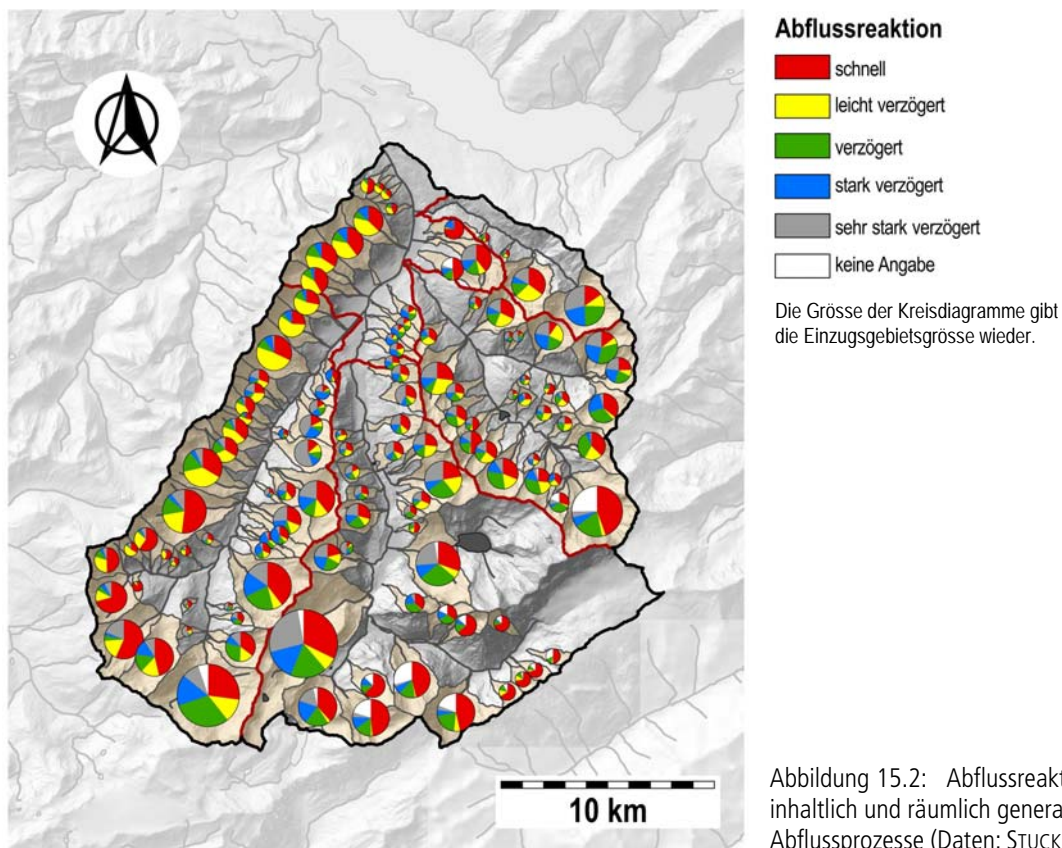 Abflussreaktion
schnell
leicht verzögert
verzögert
stark verzögert
sehr stark verzögert
keine Angabe
Die Grösse der Kreisdiagramme gibt
die Einzugsgebietsgrösse wieder.
10 km
Abbildung 15.2: Abflussreakt
inhaltlich und räumlich genera
Abflussprozesse (Daten: STUCK